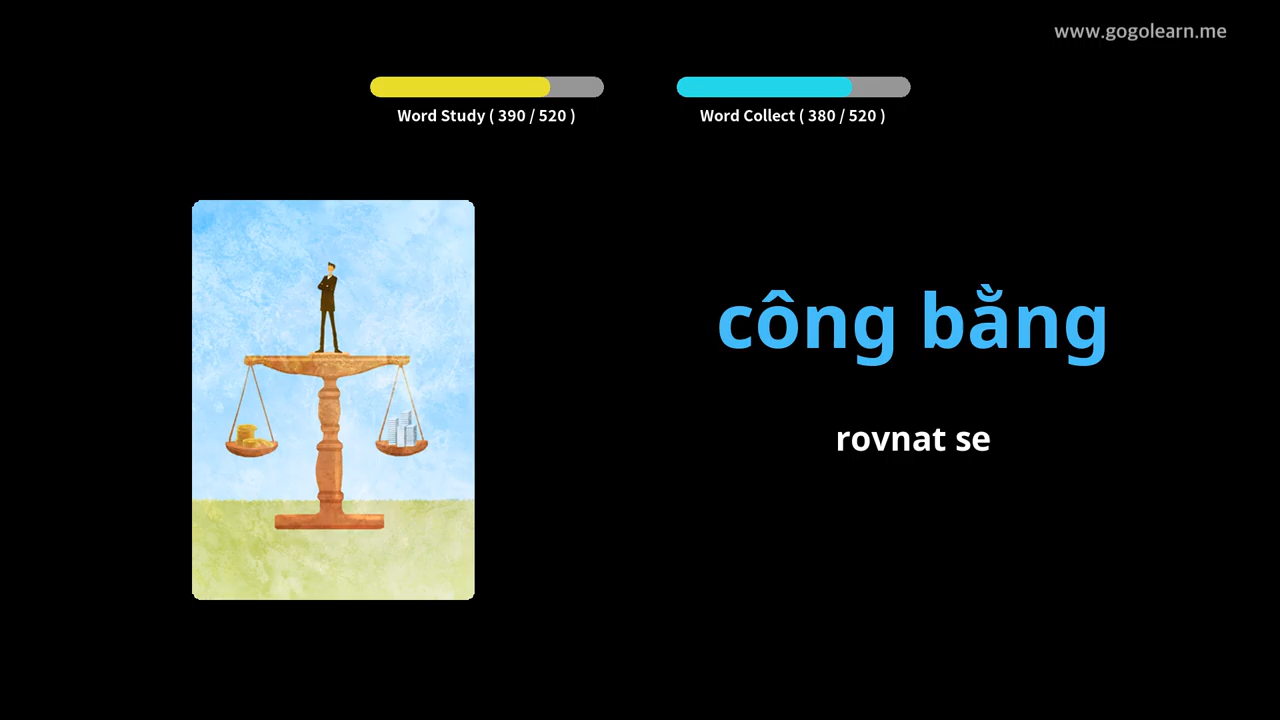 www.gogolearn.me
Word Study ( 390 / 520 )
Word Collect ( 380 / 520 )
công bằng
rovnat se